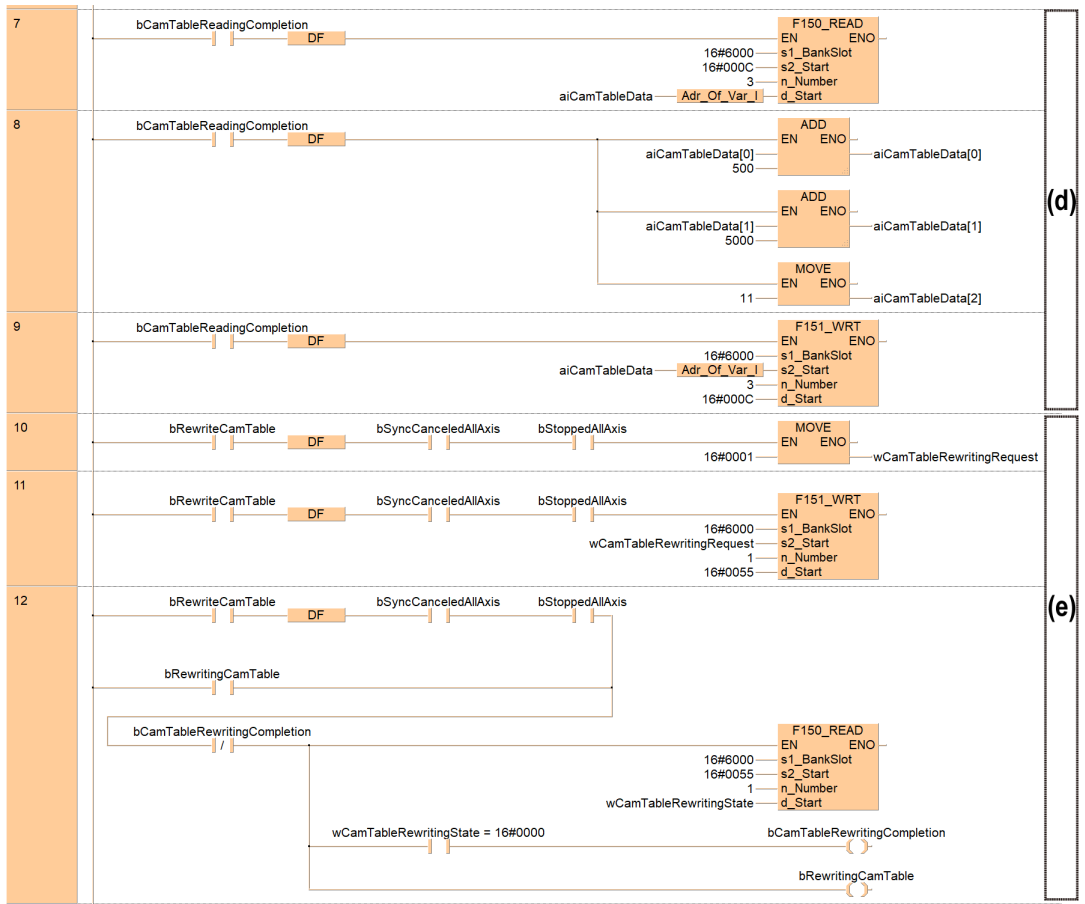 7
bCamTableReadingCompletion
DF
F150_READ
EN ENO
16#6000 s1_BankSlot
16#000C s2_Start
3 n_Number
aiCamTableData Adr_Of_Var_I d_Start
8
bCamTableReadingCompletion
DF
ADD
EN ENO
aiCamTableData[0] aiCamTableData[0]
500
ADD
EN ENO
aiCamTableData[1] aiCamTableData[1]
5000
MOVE
EN ENO
11 aiCamTableData[2]
(d)
9
bCamTableReadingCompletion
DF
F151_WRT
EN ENO
16#6000 s1_BankSlot
aiCamTableData Adr_Of_Var_I s2_Start
3 n_Number
16#000C d_Start
10
bRewriteCamTable bSyncCanceledAllAxis bStoppedAllAxis
DF
MOVE
EN ENO
16#0001 wCamTableRewritingRequest
11
bRewriteCamTable bSyncCanceledAllAxis bStoppedAllAxis
DF
F151_WRT
EN ENO
16#6000 s1_BankSlot
wCamTableRewritingRequest s2_Start
1 n_Number
16#0055 d_Start
12
bRewriteCamTable bSyncCanceledAllAxis bStoppedAllAxis
DF
(e)
bRewritingCamTable
bCamTableRewritingCompletion
/
F150_READ
EN ENO
16#6000 s1_BankSlot
16#0055 s2_Start
1 n_Number
wCamTableRewritingState d_Start
wCamTableRewritingState = 16#0000 bCamTableRewritingCompletion
bRewritingCamTable